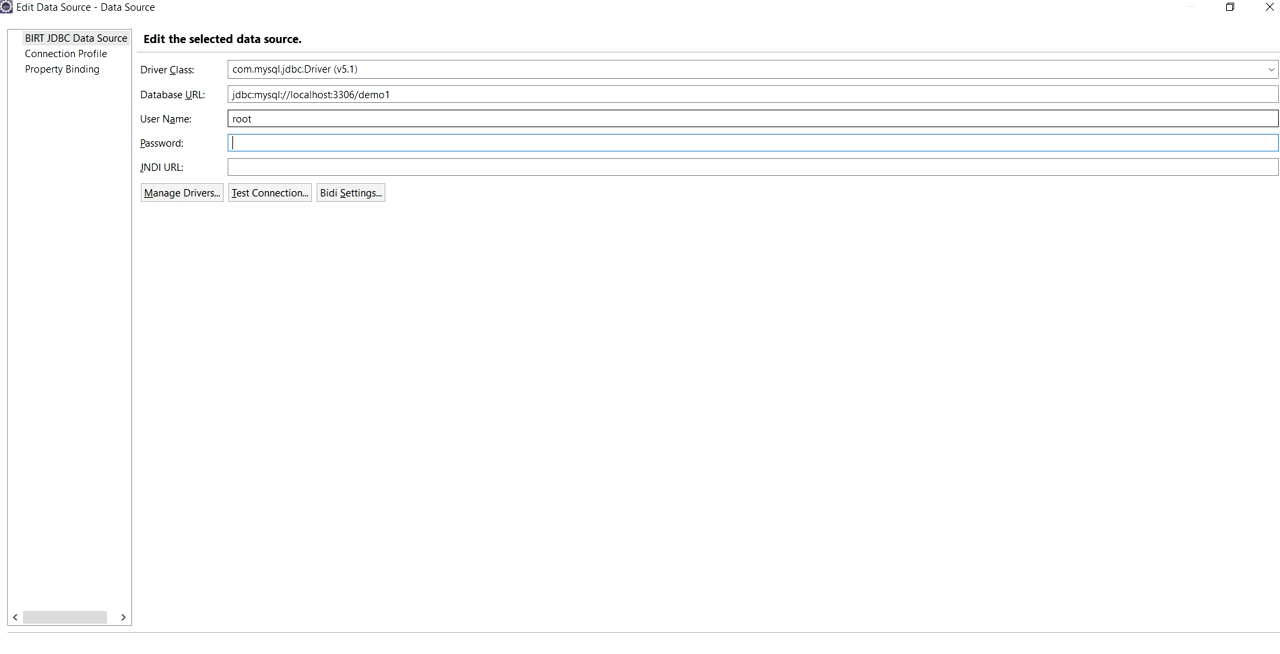 Edit Data Source - Data Source
BIRT JDBC Data Source
Connection Profile
Property Binding
Edit the selected data source.
Driver Class: com.mysql.jdbc.Driver (v5.1)
Database URL: jdbc:mysql://localhost:3306/demo1
User Name: root
Password:
JNDI URL:
Manage Drivers... Test Connection... Bidi Settings...